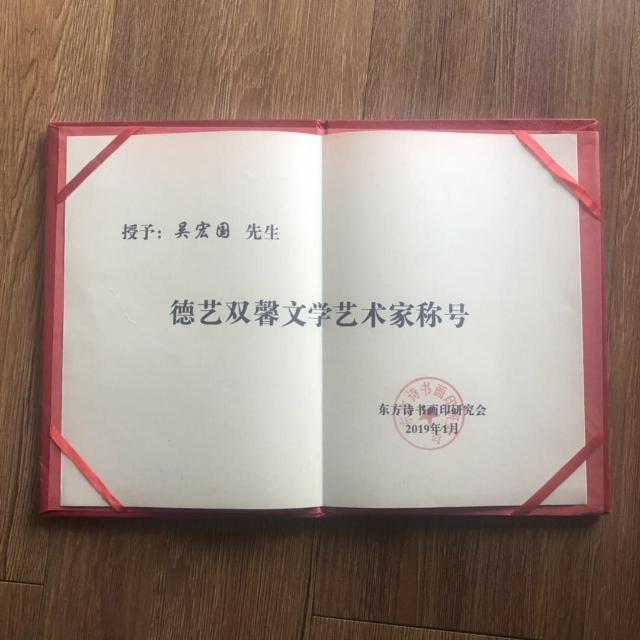 授予：吴宏国 先生
德艺双馨文学艺术家称号
东方诗书画印研究会
2019年1月